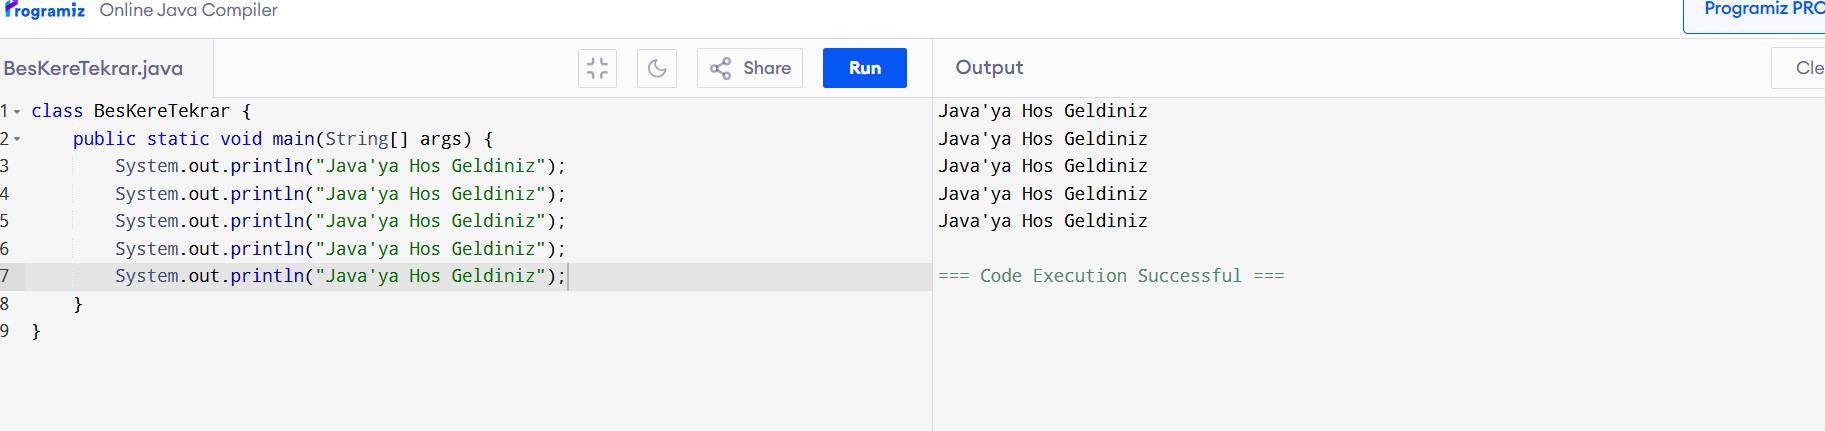 Programiz Online Java Compiler
Programiz PRO
BesKereTekrar.java
Share
Run
Output
Cle
1 class BesKereTekrar {
2 public static void main(String[] args) {
3 System.out.println("Java'ya Hos Geldiniz");
4 System.out.println("Java'ya Hos Geldiniz");
5 System.out.println("Java'ya Hos Geldiniz");
6 System.out.println("Java'ya Hos Geldiniz");
7 System.out.println("Java'ya Hos Geldiniz");
8 }
9 }
Java'ya Hos Geldiniz
Java'ya Hos Geldiniz
Java'ya Hos Geldiniz
Java'ya Hos Geldiniz
Java'ya Hos Geldiniz
=== Code Execution Successful ===